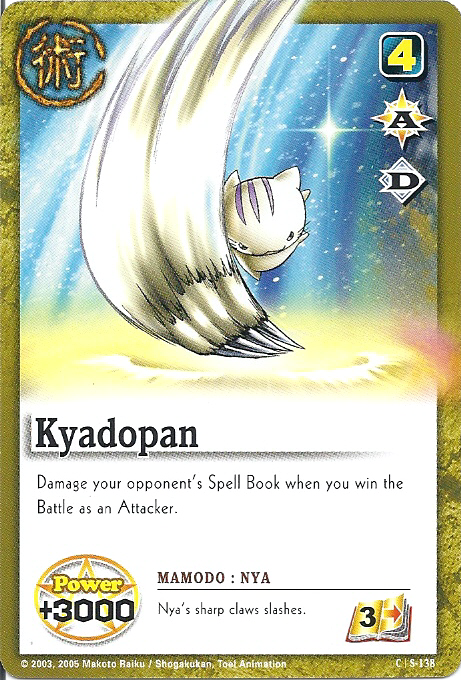 術
4
A
D
Kyadopan
Damage your opponent's Spell Book when you win the
Battle as an Attacker.
Power
+3000
MAMODO : NYA
Nya's sharp claws slashes.
3
© 2003, 2005 Makoto Raiku / Shogakukan, Toei Animation
C | S-138